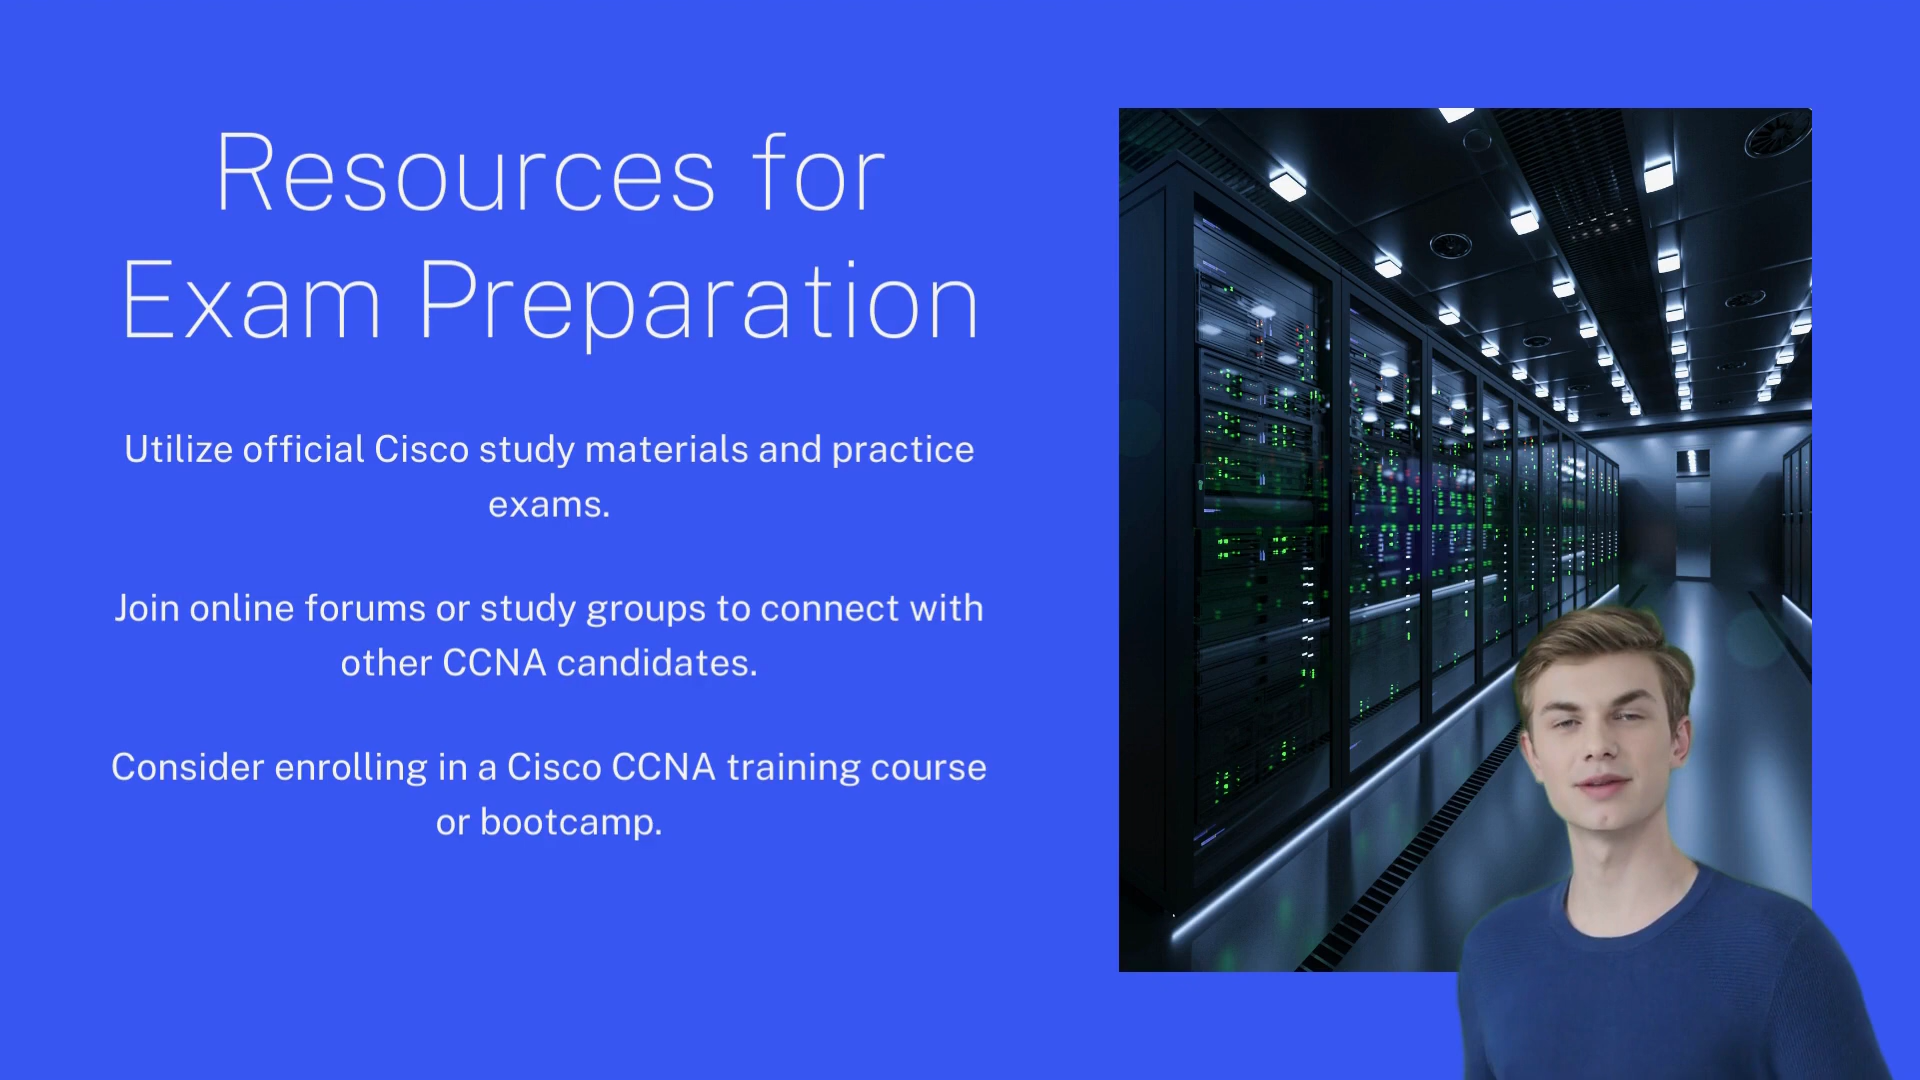 Resources for
Exam Preparation
Utilize official Cisco study materials and practice
exams.
Join online forums or study groups to connect with
other CCNA candidates.
Consider enrolling in a Cisco CCNA training course
or bootcamp.